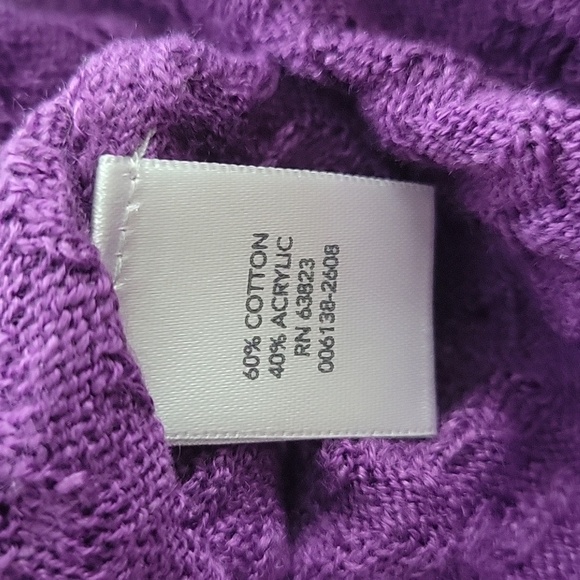 60% COTTON
40% ACRYLIC
RN 63823
006138-2608